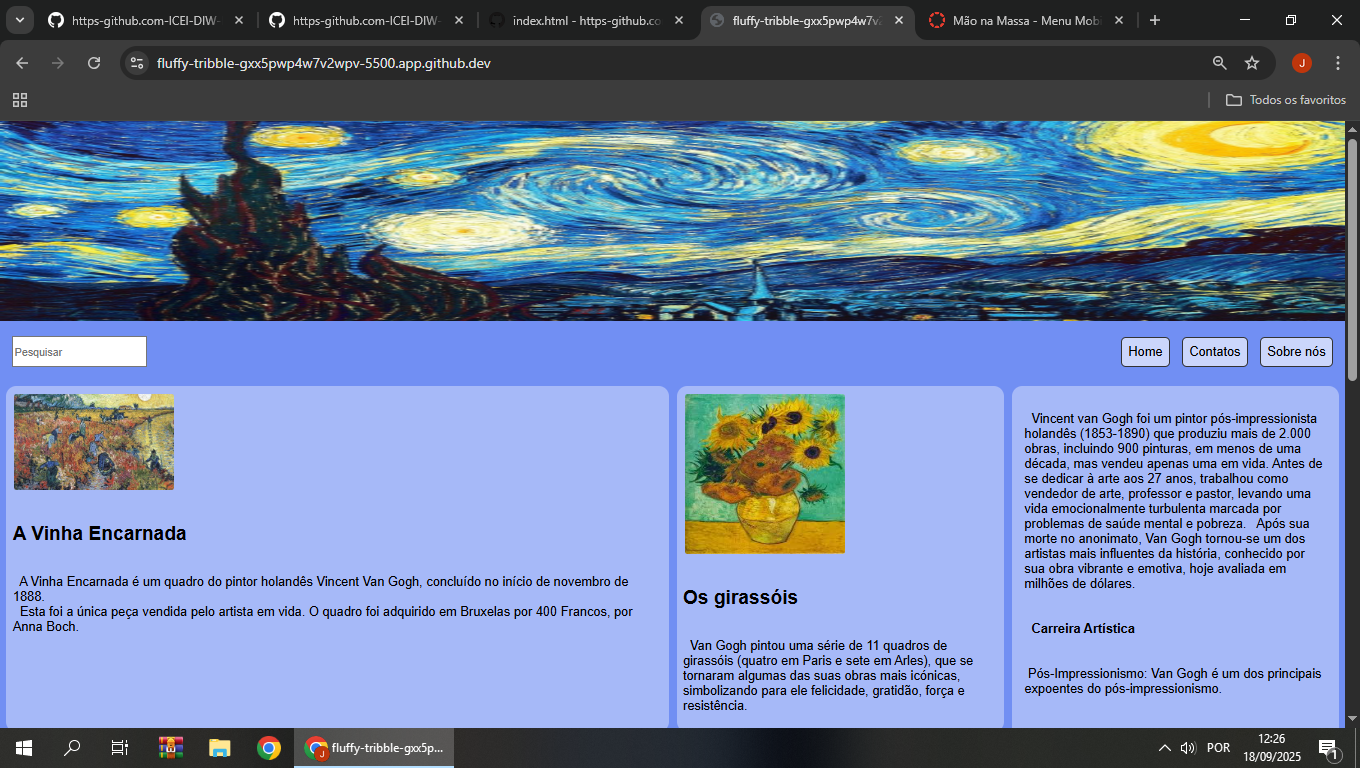 https-github.com-ICEI-DIW-
https-github.com-ICEI-DIW-
index.html - https-github.co
fluffy-tribble-gxx5pwp4w7v2
Mão na Massa - Menu Mobi
fluffy-tribble-gxx5pwp4w7v2wpv-5500.app.github.dev
J
Todos os favoritos
Pesquisar
Home
Contatos
Sobre nós
A Vinha Encarnada
A Vinha Encarnada é um quadro do pintor holandês Vincent Van Gogh, concluído no início de novembro de
1888.
Esta foi a única peça vendida pelo artista em vida. O quadro foi adquirido em Bruxelas por 400 Francos, por
Anna Boch.
Os girassóis
Van Gogh pintou uma série de 11 quadros de
girassóis (quatro em Paris e sete em Arles), que se
tornaram algumas das suas obras mais icónicas,
simbolizando para ele felicidade, gratidão, força e
resistência.
Vincent van Gogh foi um pintor pós-impressionista
holandês (1853-1890) que produziu mais de 2.000
obras, incluindo 900 pinturas, em menos de uma
década, mas vendeu apenas uma em vida. Antes de
se dedicar à arte aos 27 anos, trabalhou como
vendedor de arte, professor e pastor, levando uma
vida emocionalmente turbulenta marcada por
problemas de saúde mental e pobreza. Após sua
morte no anonimato, Van Gogh tornou-se um dos
artistas mais influentes da história, conhecido por
sua obra vibrante e emotiva, hoje avaliada em
milhões de dólares.
Carreira Artística
Pós-Impressionismo: Van Gogh é um dos principais
expoentes do pós-impressionismo.
J
fluffy-tribble-gxx5p...
POR
12:26
18/09/2025
1